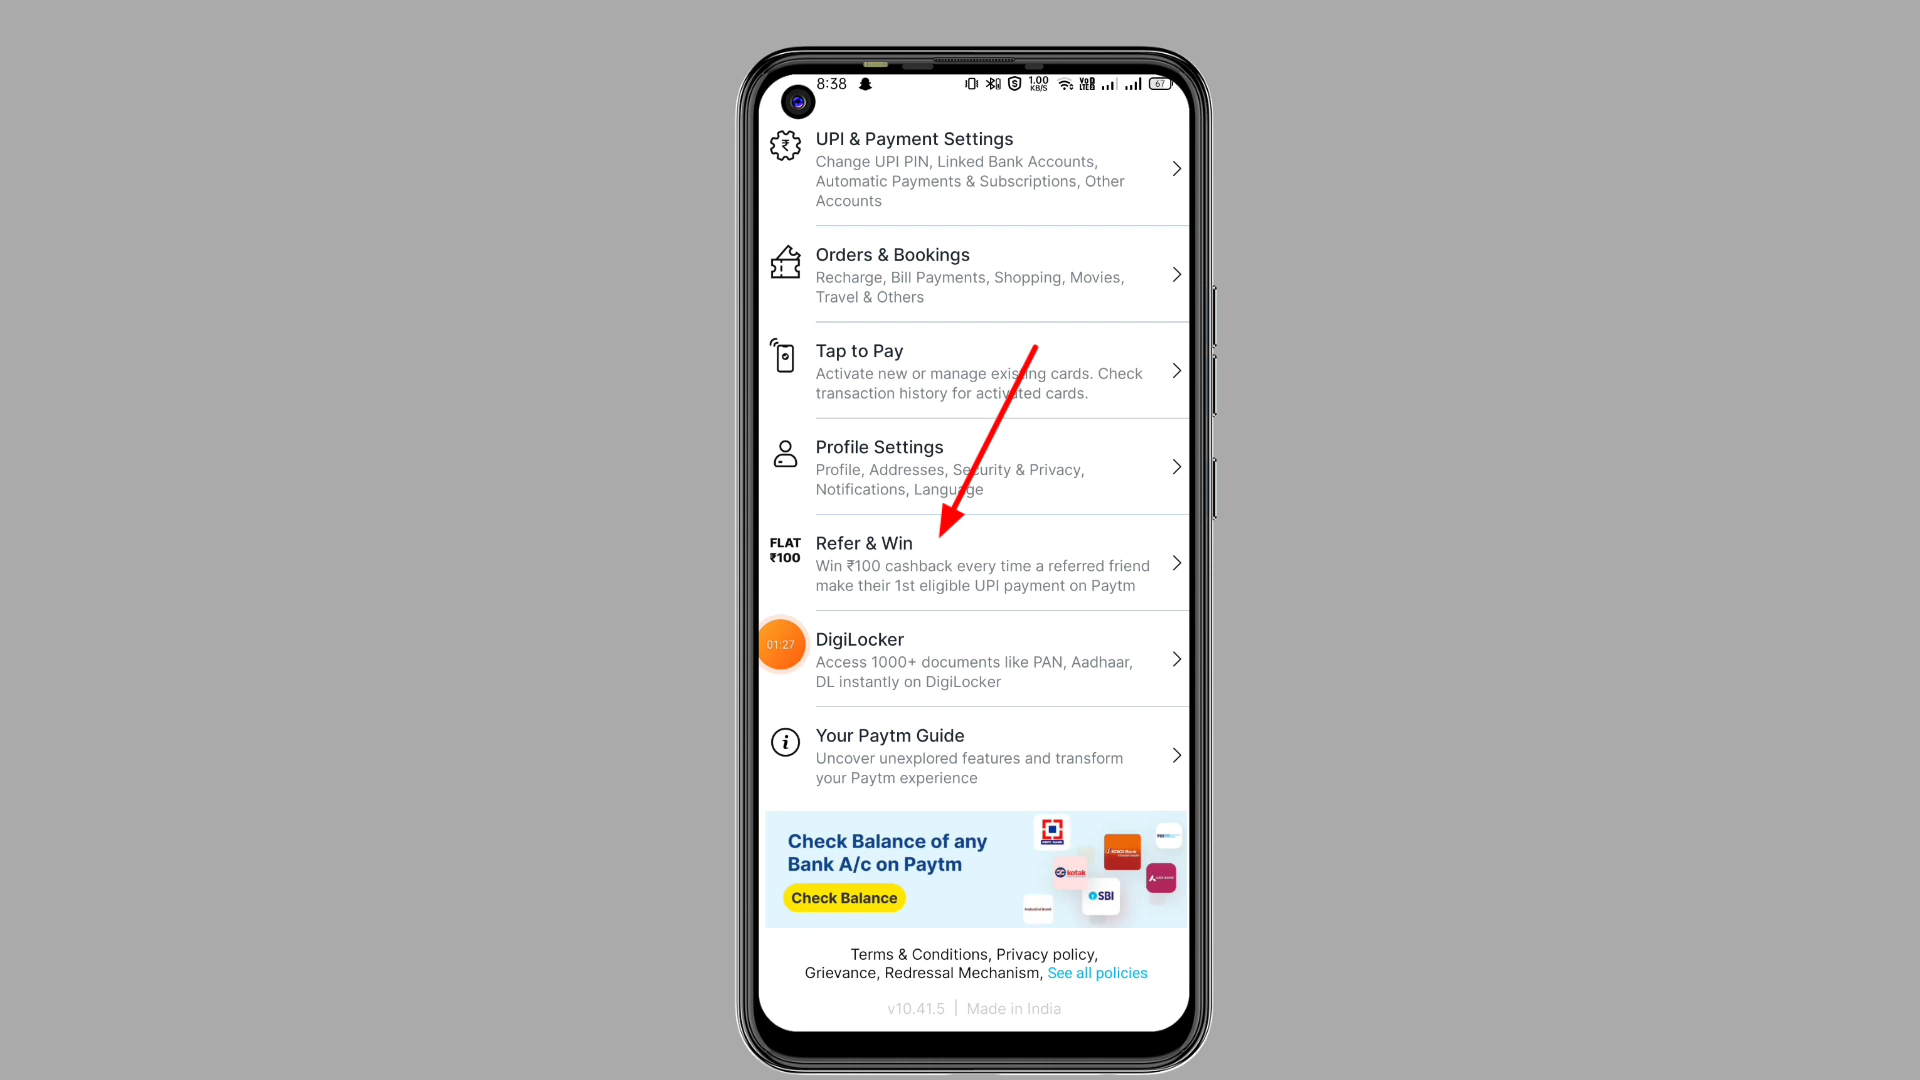 8:38
1.00
KB/S
67
UPI & Payment Settings
Change UPI PIN, Linked Bank Accounts,
Automatic Payments & Subscriptions, Other
Accounts
Orders & Bookings
Recharge, Bill Payments, Shopping, Movies,
Travel & Others
Tap to Pay
Activate new or manage existing cards. Check
transaction history for activated cards.
Profile Settings
Profile, Addresses, Security & Privacy,
Notifications, Language
FLAT
₹100
Refer & Win
Win ₹100 cashback every time a referred friend
make their 1st eligible UPI payment on Paytm
01:27
DigiLocker
Access 1000+ documents like PAN, Aadhaar,
DL instantly on DigiLocker
Your Paytm Guide
Uncover unexplored features and transform
your Paytm experience
Check Balance of any
Bank A/c on Paytm
Check Balance
kotak
SBI
Terms & Conditions, Privacy policy,
Grievance, Redressal Mechanism, See all policies
v10.41.5 | Made in India